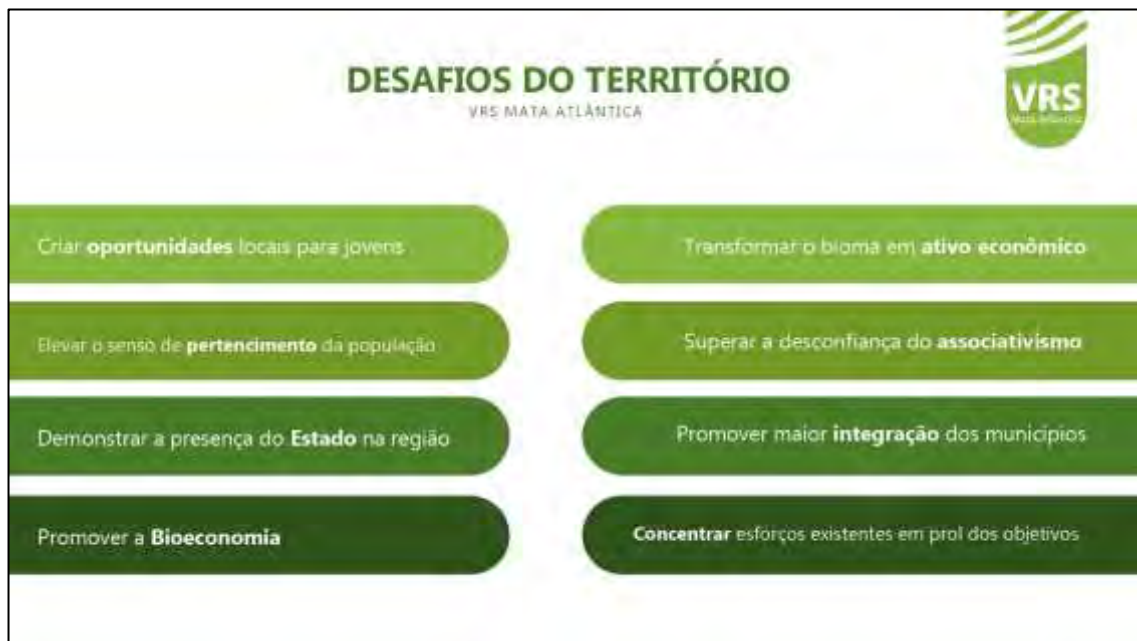 DESAFIOS DO TERRITÓRIO
VRS MATA ATLÂNTICA
VRS
Mata Atlântica
Criar oportunidades locais para jovens
Transformar o bioma em ativo econômico
Elevar o senso de pertencimento da população
Superar a desconfiança do associativismo
Demonstrar a presença do Estado na região
Promover maior integração dos municípios
Promover a Bioeconomia
Concentrar esforços existentes em prol dos objetivos